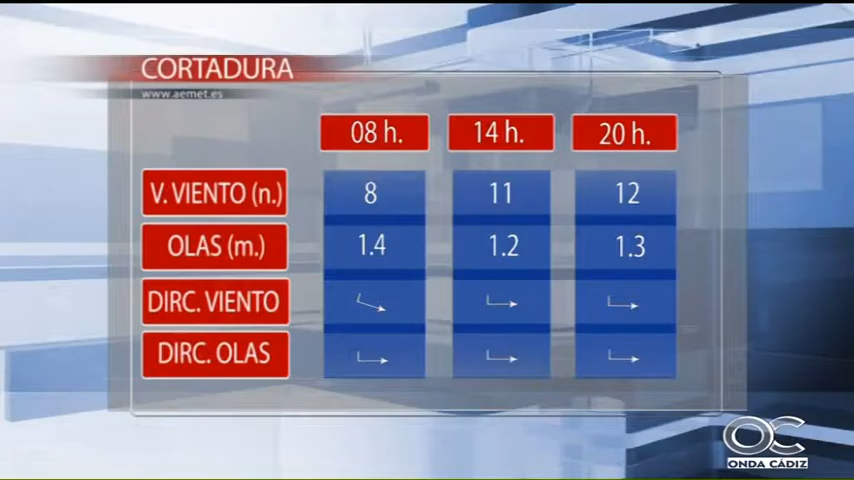 CORTADURA
www.aemet.es
08 h. 14 h. 20 h.
V. VIENTO (n.) 8 11 12
OLAS (m.) 1.4 1.2 1.3
DIRC. VIENTO
DIRC. OLAS
OC
ONDA CÁDIZ